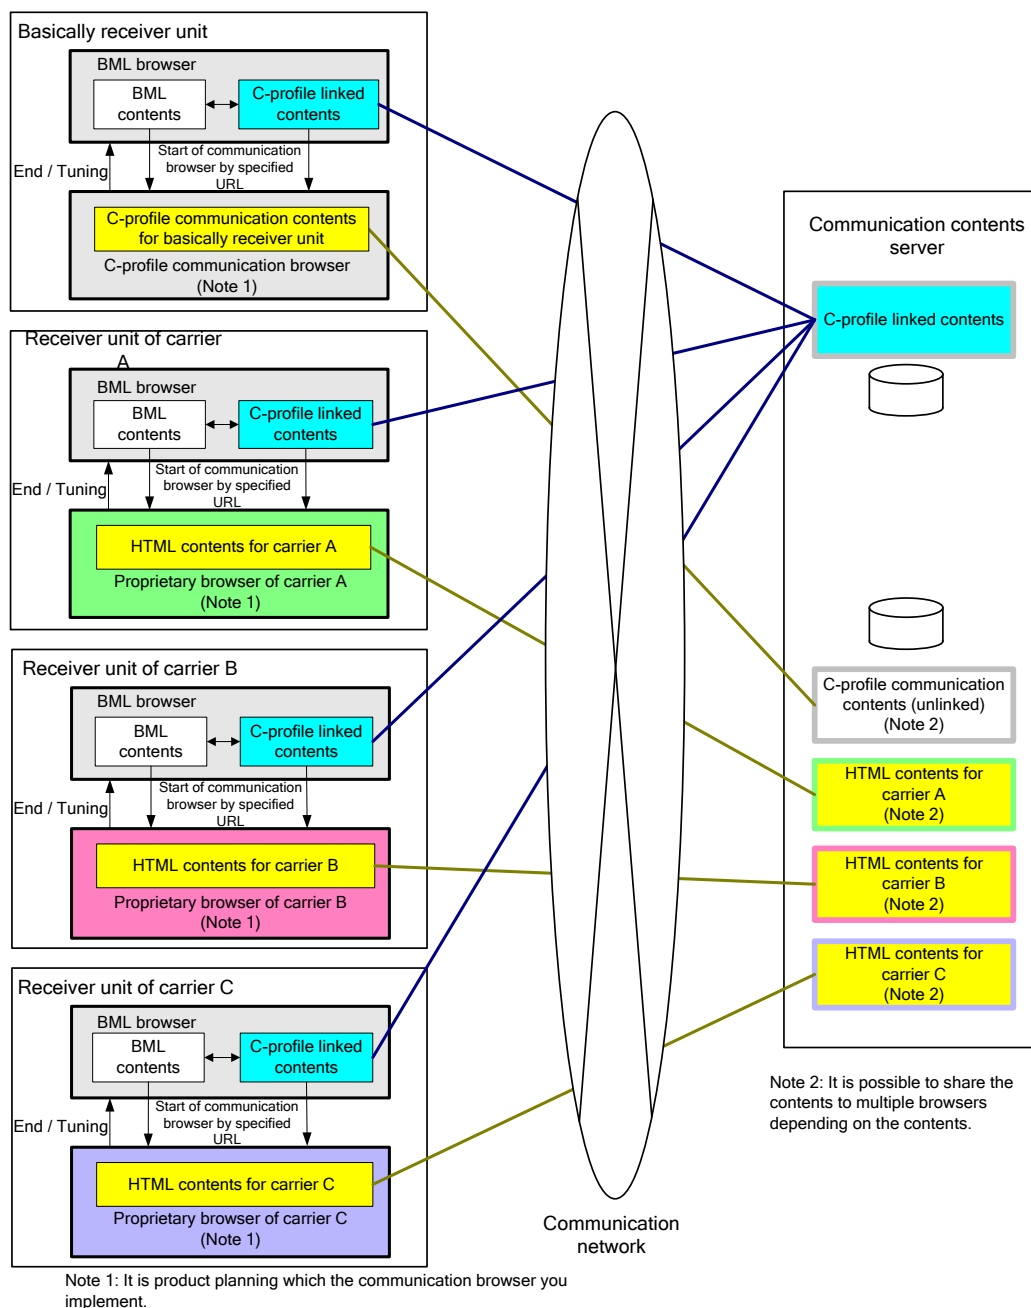 Basically receiver unit
BML browser
BML
contents
C-profile linked
contents
End / Tuning
Start of communication
browser by specified
URL
C-profile communication contents
for basically receiver unit
C-profile communication browser
(Note 1)
Receiver unit of carrier
A
BML browser
BML
contents
C-profile linked
contents
End / Tuning
Start of communication
browser by specified
URL
HTML contents for carrier A
Proprietary browser of carrier A
(Note 1)
Receiver unit of carrier B
BML browser
BML
contents
C-profile linked
contents
End / Tuning
Start of communication
browser by specified
URL
HTML contents for carrier B
Proprietary browser of carrier B
(Note 1)
Receiver unit of carrier C
BML browser
BML
contents
C-profile linked
contents
End / Tuning
Start of communication
browser by specified
URL
HTML contents for carrier C
Proprietary browser of carrier C
(Note 1)
Note 1: It is product planning which the communication browser you
implement.
Communication
network
Communication contents
server
C-profile linked contents
C-profile communication
contents (unlinked)
(Note 2)
HTML contents for
carrier A
(Note 2)
HTML contents for
carrier B
(Note 2)
HTML contents for
carrier C
(Note 2)
Note 2: It is possible to share the
contents to multiple browsers
depending on the contents.